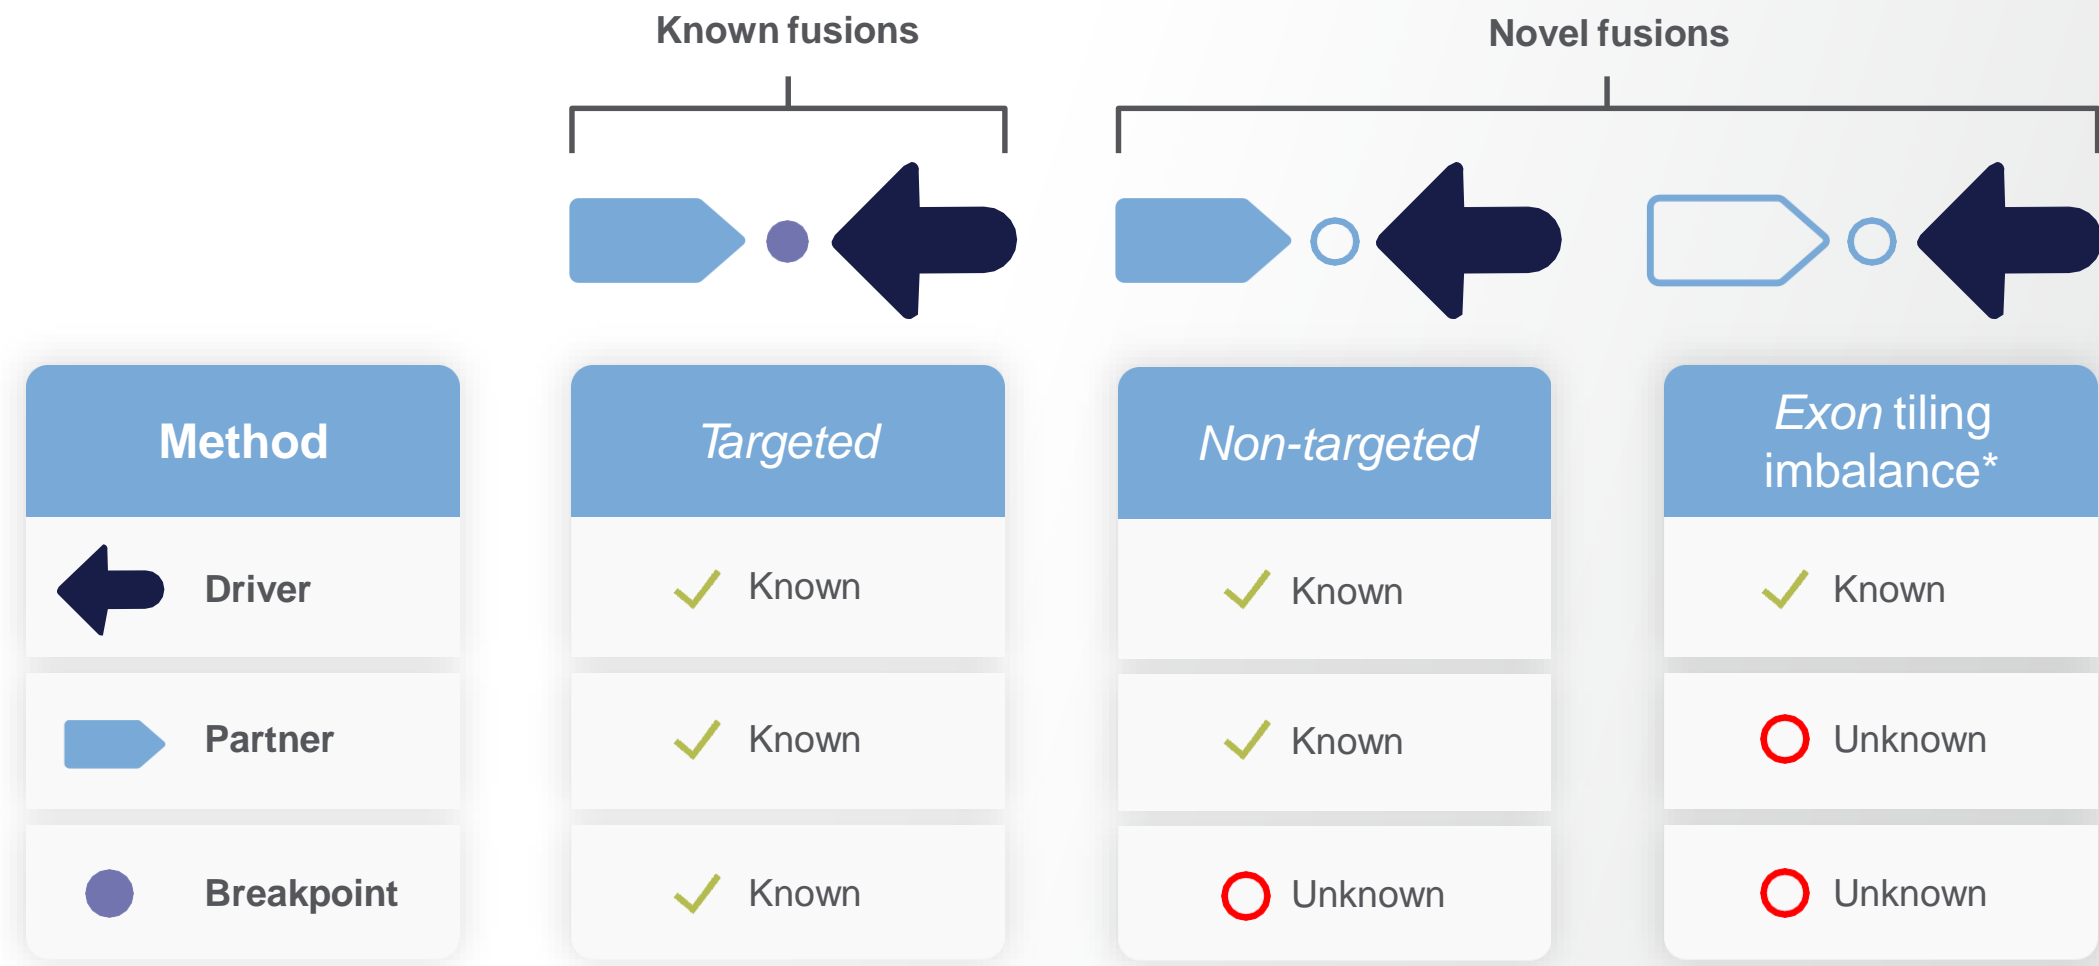 Known fusions
Novel fusions
Method
Targeted
Non-targeted
Exon tiling
imbalance*
Driver
Known
Known
Known
Partner
Known
Known
Unknown
Breakpoint
Known
Unknown
Unknown